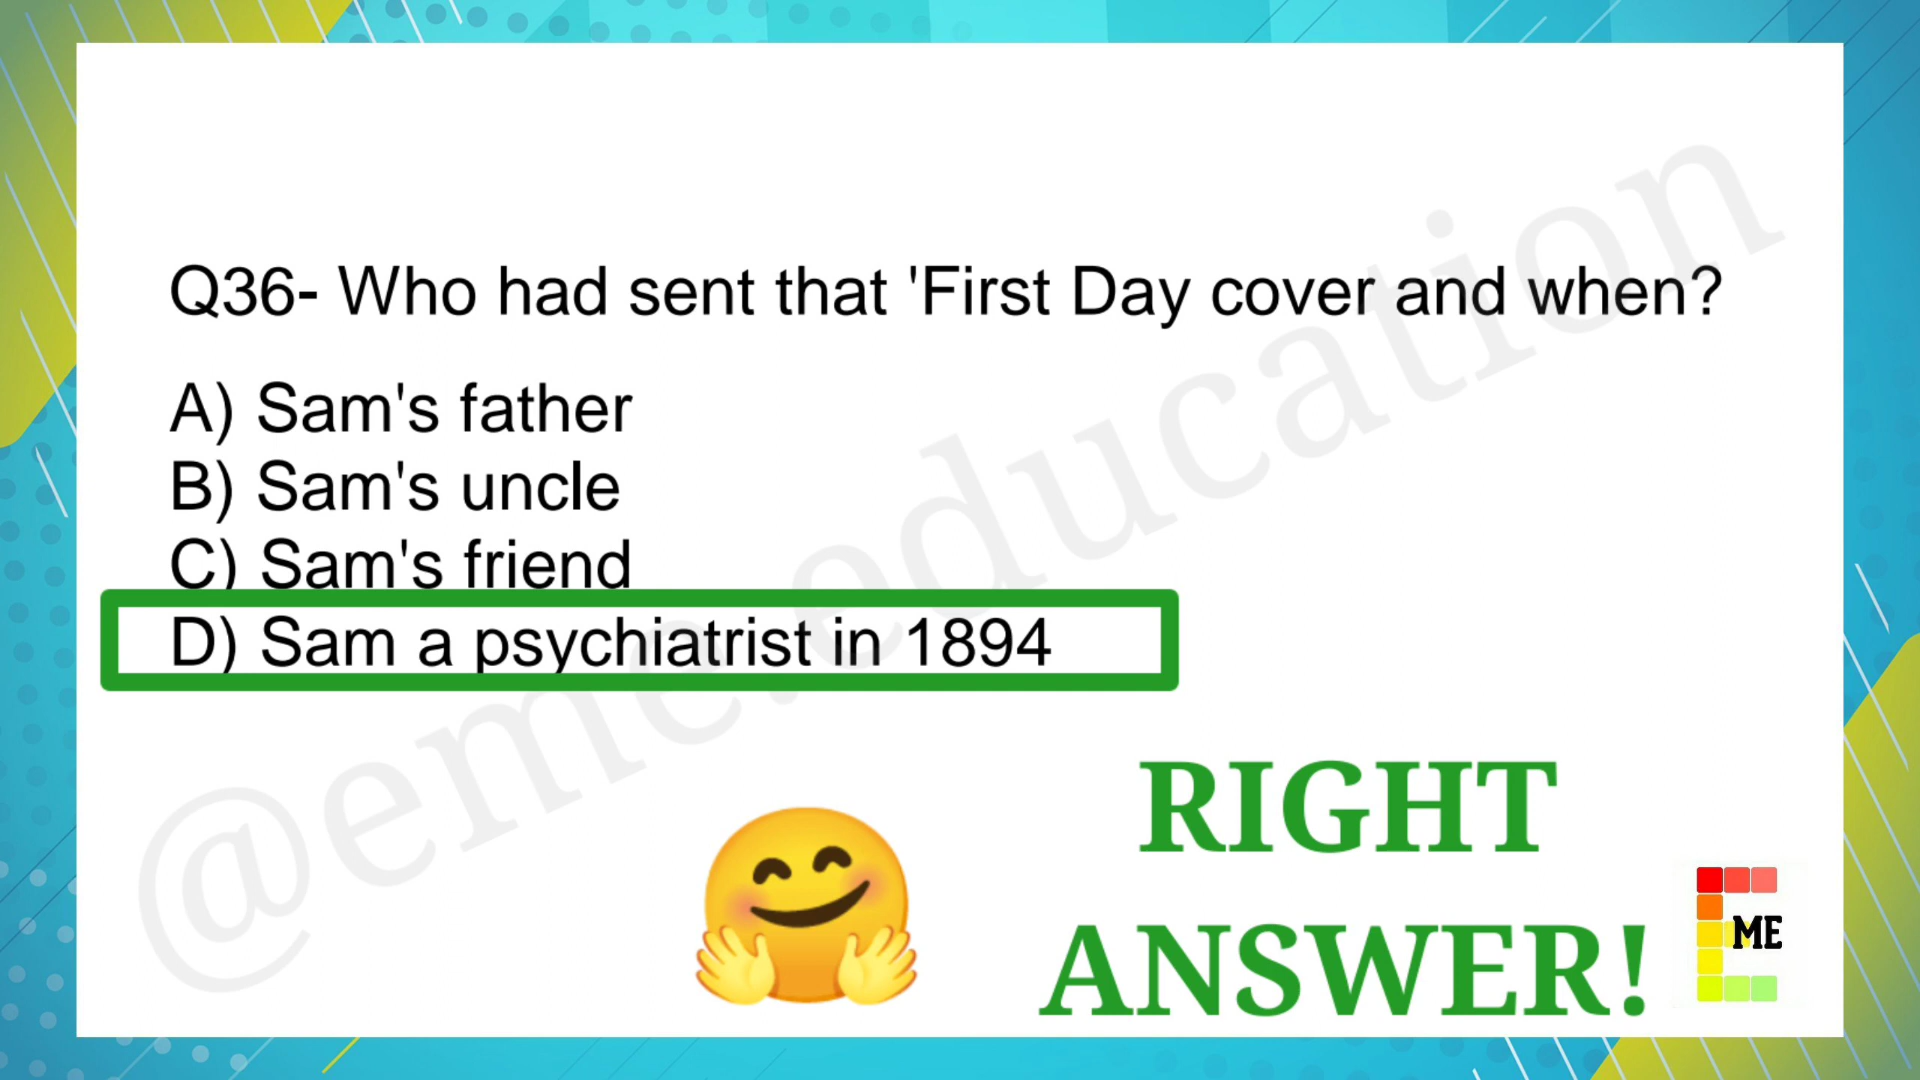 Q36- Who had sent that 'First Day cover and when?
A) Sam's father
B) Sam's uncle
C) Sam's friend
D) Sam a psychiatrist in 1894
@eme.education
RIGHT
ANSWER!
ME